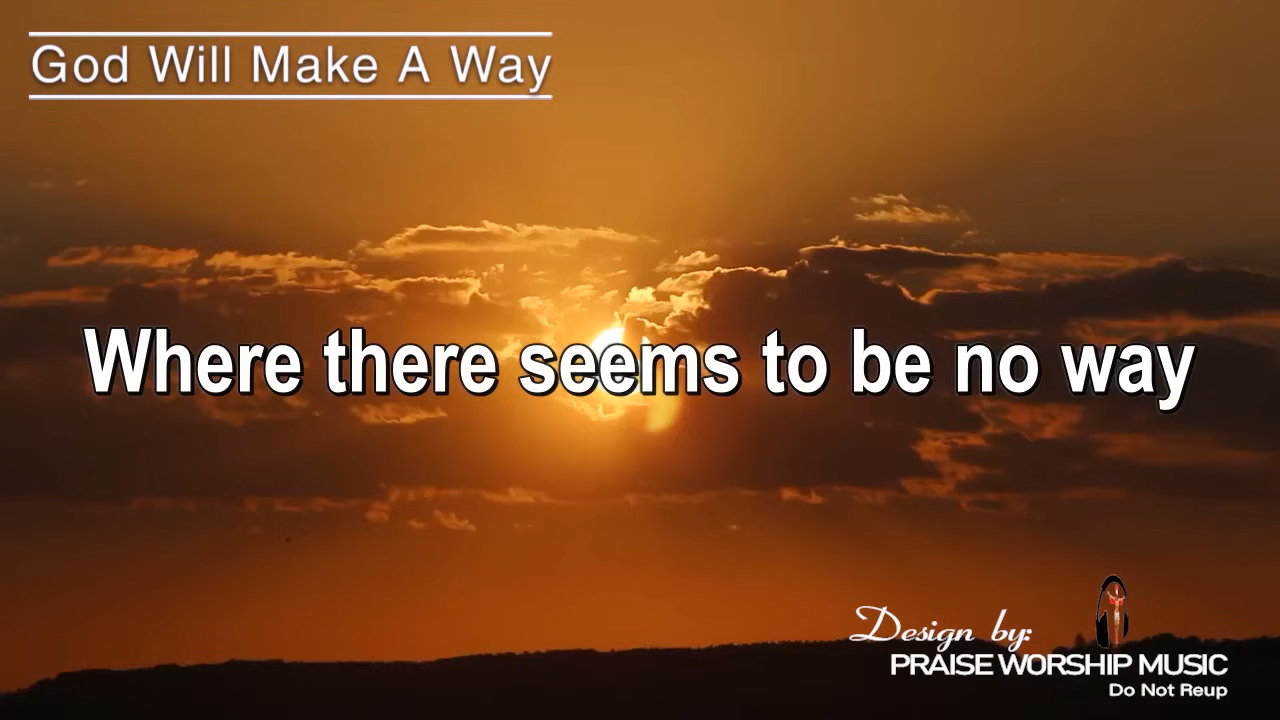 God Will Make A Way
Where there seems to be no way
Design by:
PRAISE WORSHIP MUSIC
Do Not Reup